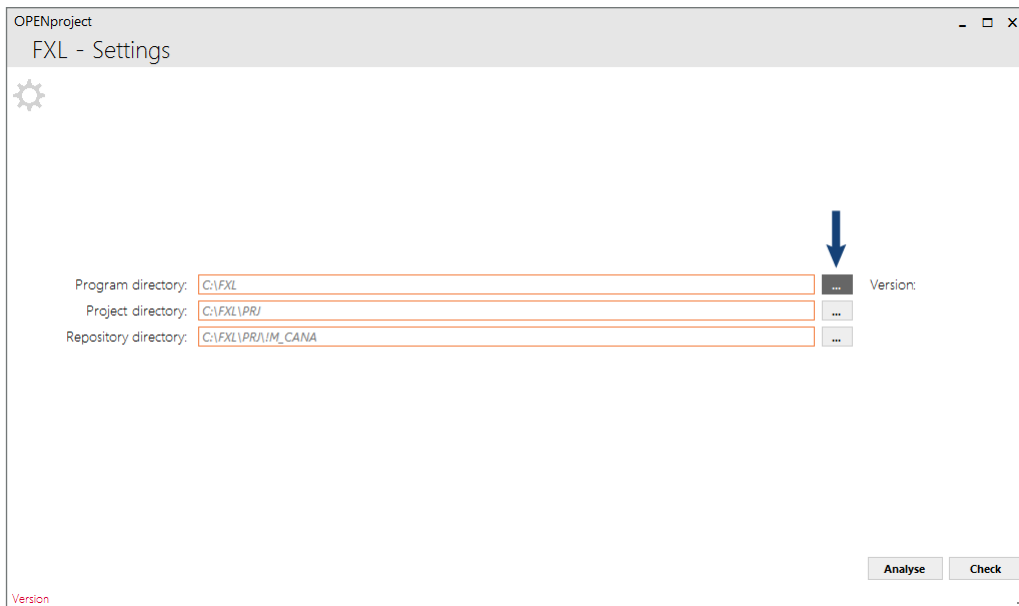 OPENproject
FXL - Settings
Program directory: C:\FXL ... Version:
Project directory: C:\FXL\PRJ ...
Repository directory: C:\FXL\PRJ\!M_CANA ...
Analyse Check
Version